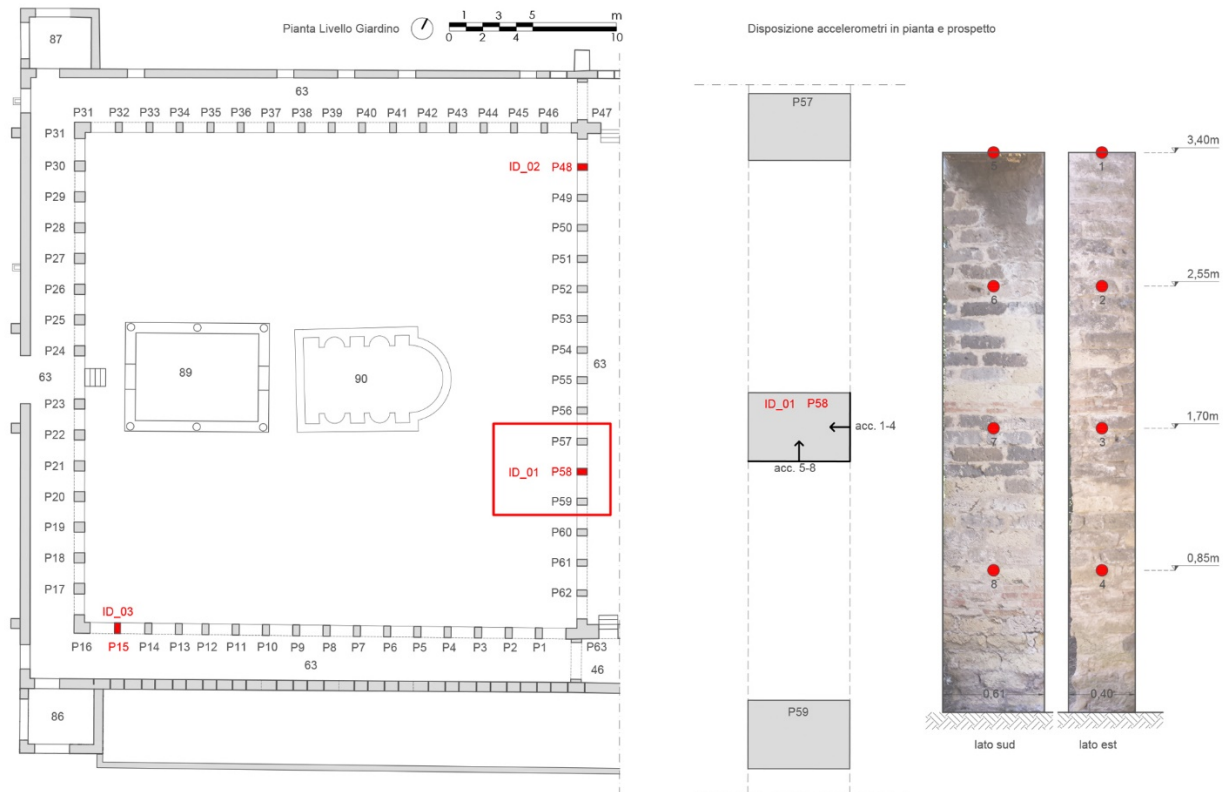 Pianta Livello Giardino
1 3 5 m
0 2 4 10
Disposizione accelerometri in pianta e prospetto
87
63
P31 P32 P33 P34 P35 P36 P37 P38 P39 P40 P41 P42 P43 P44 P45 P46 P47
P31
P30
P29
P28
P27
P26
P25
P24
63
P23
P22
P21
P20
P19
P18
P17
ID_02 P48
P49
P50
P51
P52
P53
P54
P55
P56
P57
ID_01 P58
P59
P60
P61
P62
63
89
90
ID_03
P16 P15 P14 P13 P12 P11 P10 P9 P8 P7 P6 P5 P4 P3 P2 P1 P63
63
46
86
P57
ID_01 P58
acc. 1-4
acc. 5-8
P59
5 1 3,40m
6 2 2,55m
7 3 1,70m
8 4 0,85m
0,61 0,40
lato sud lato est